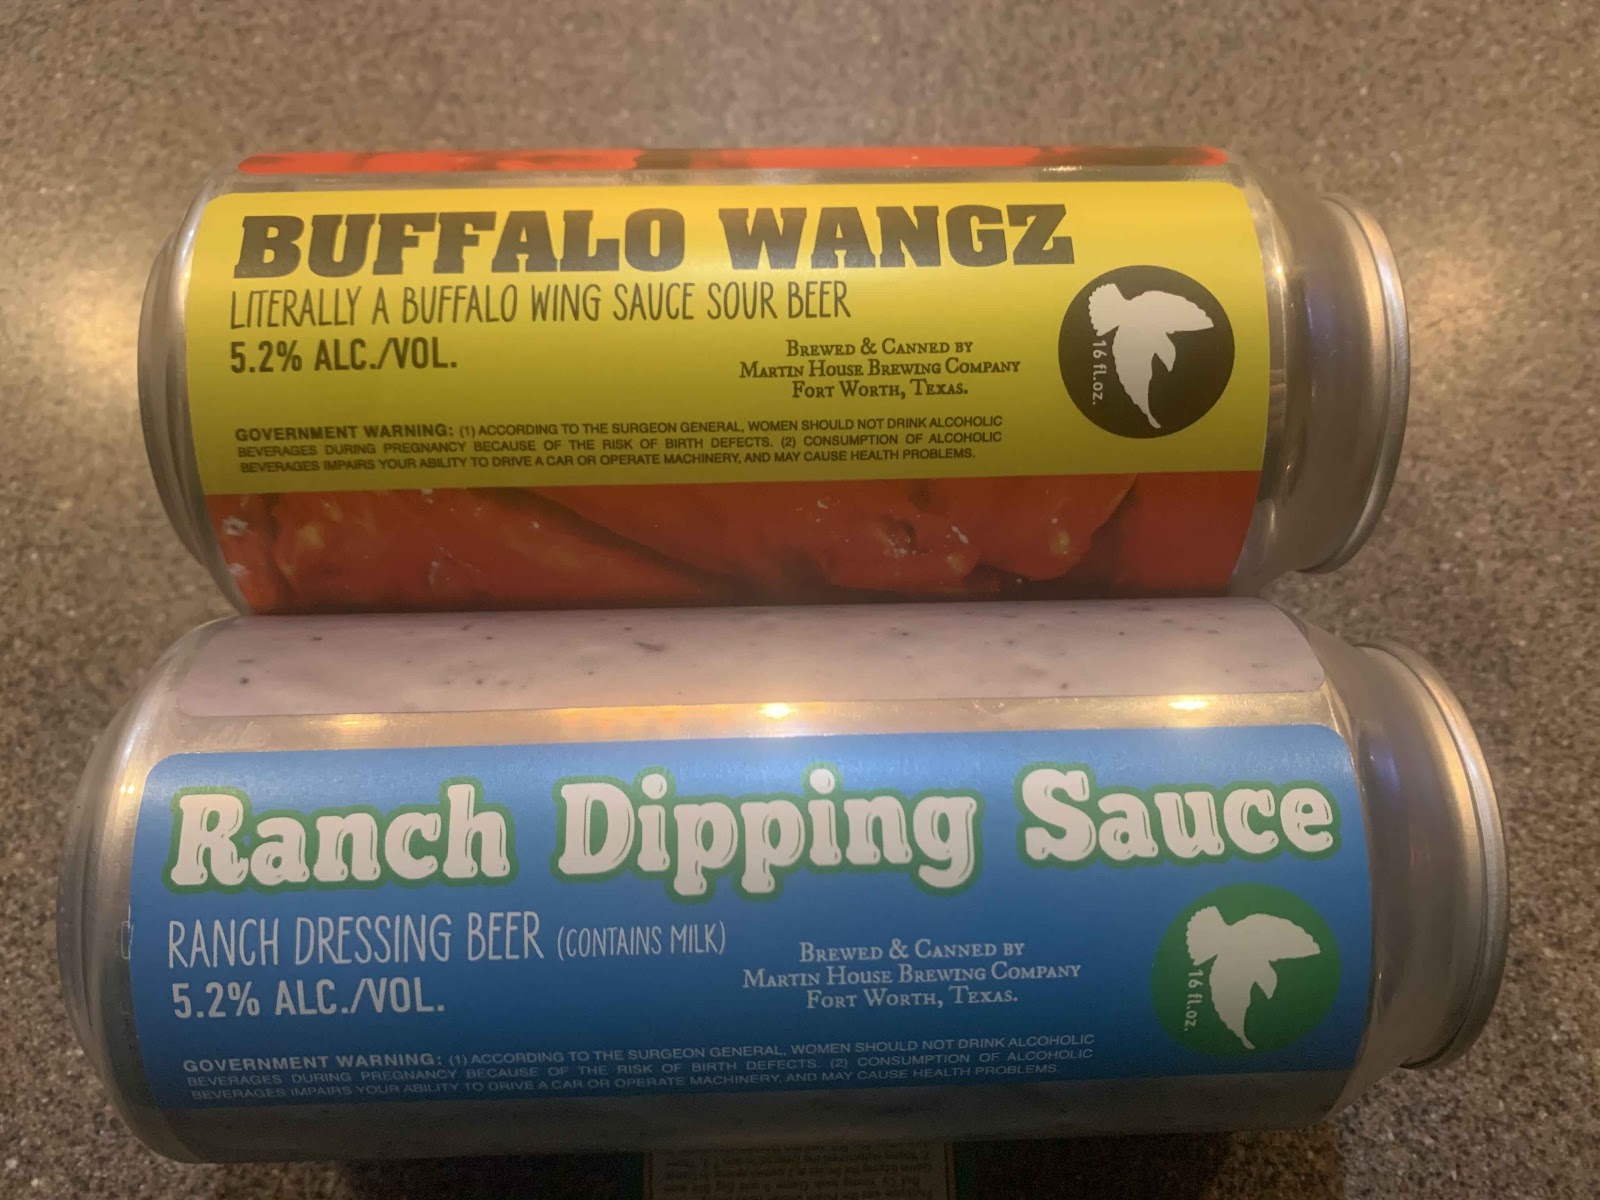 BUFFALO WANGZ
LITERALLY A BUFFALO WING SAUCE SOUR BEER
5.2% ALC./VOL.
BREWED & CANNED BY
MARTIN HOUSE BREWING COMPANY
FORT WORTH, TEXAS.
16 fl.oz.
GOVERNMENT WARNING: (1) ACCORDING TO THE SURGEON GENERAL, WOMEN SHOULD NOT DRINK ALCOHOLIC
BEVERAGES DURING PREGNANCY BECAUSE OF THE RISK OF BIRTH DEFECTS. (2) CONSUMPTION OF ALCOHOLIC
BEVERAGES IMPAIRS YOUR ABILITY TO DRIVE A CAR OR OPERATE MACHINERY, AND MAY CAUSE HEALTH PROBLEMS.
Ranch Dipping Sauce
RANCH DRESSING BEER (CONTAINS MILK)
5.2% ALC./VOL.
BREWED & CANNED BY
MARTIN HOUSE BREWING COMPANY
FORT WORTH, TEXAS.
16 fl.oz.
GOVERNMENT WARNING: (1) ACCORDING TO THE SURGEON GENERAL, WOMEN SHOULD NOT DRINK ALCOHOLIC
BEVERAGES DURING PREGNANCY BECAUSE OF THE RISK OF BIRTH DEFECTS. (2) CONSUMPTION OF ALCOHOLIC
BEVERAGES IMPAIRS YOUR ABILITY TO DRIVE A CAR OR OPERATE MACHINERY, AND MAY CAUSE HEALTH PROBLEMS.